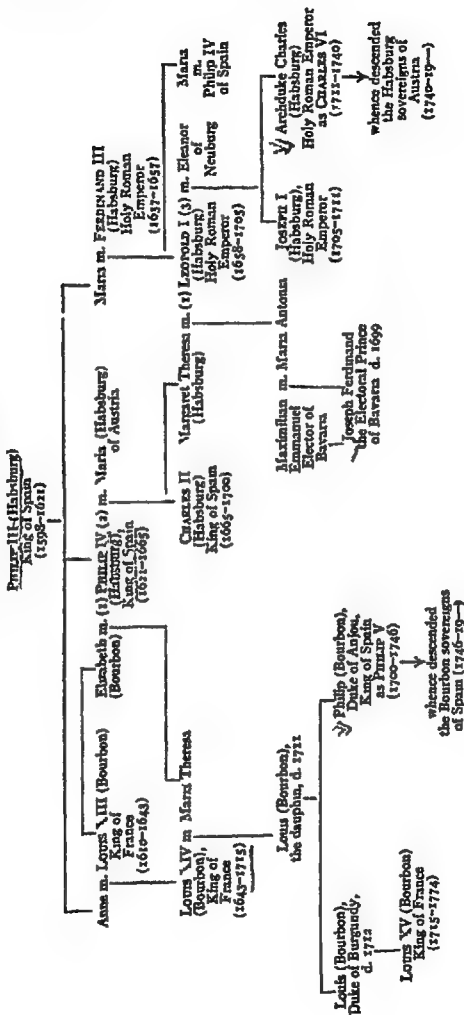 PHILIP III (Habsburg)
King of Spain
(1598-1621)
Anne m. LOUIS XIII (Bourbon)
King of
France
(1610-1643)
Elizabeth m. (1) PHILIP IV (2) m. Maria (Habsburg)
(Bourbon)
(Habsburg),
King of Spain
(1621-1665)
of Austria
Maria m. FERDINAND III
(Habsburg)
Holy Roman
Emperor
(1637-1657)
LOUIS XIV m Maria Theresa
(Bourbon),
King of
France
(1643-1715)
CHARLES II
(Habsburg)
King of Spain
(1665-1700)
Margaret Theresa m. (1) LEOPOLD I (3) m. Eleanor
(Habsburg)
(Habsburg)
Holy Roman
Emperor
(1658-1705)
of
Neuburg
Maria
m.
Philip IV
of Spain
Louis (Bourbon),
the dauphin, d. 1711
Maximilian m. Maria Antonia
Emmanuel
Elector of
Bavaria
JOSEPH I
(Habsburg),
Holy Roman
Emperor
(1705-1711)
Archduke Charles
(Habsburg)
Holy Roman Emperor
as CHARLES VI
(1711-1740)
Louis (Bourbon),
Duke of Burgundy,
d. 1712
Philip (Bourbon),
Duke of Anjou,
King of Spain
as PHILIP V
(1700-1746)
Joseph Ferdinand
the Electoral Prince
of Bavaria d. 1699
whence descended
the Habsburg
sovereigns of
Austria
(1740-19—)
LOUIS XV (Bourbon)
King of France
(1715-1774)
whence descended
the Bourbon sovereigns
of Spain (1746-19—)